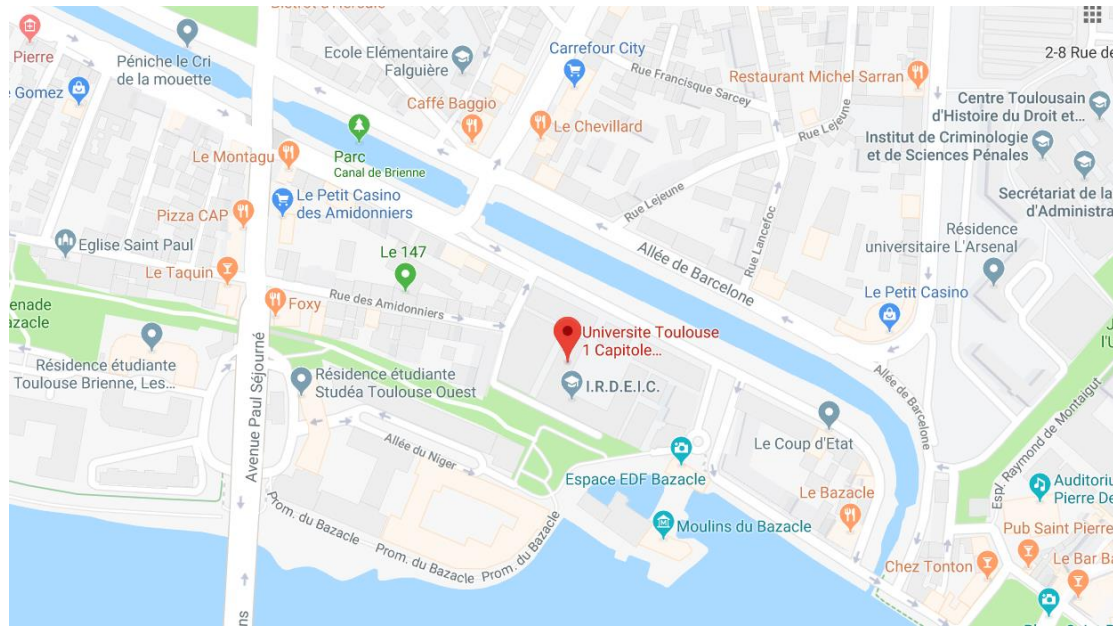 Bistrot d'Hercule
Pierre
Péniche le Cri
de la mouette
Ecole Elémentaire
Falguière
Carrefour City
Rue Francisque Sarcey
Restaurant Michel Sarran
2-8 Rue de
Gomez
Caffé Baggio
Le Chevillard
Rue Lejeune
Centre Toulousain
d'Histoire du Droit et...
Institut de Criminologie
et de Sciences Pénales
Parc
Canal de Brienne
Le Montagu
Le Petit Casino
des Amidonniers
Rue Lejeune
Secrétariat de la
d'Administra
Pizza CAP
Rue Lancefoc
Résidence
universitaire L'Arsenal
Eglise Saint Paul
Le 147
Allée de Barcelone
Le Taquin
Rue des Amidonniers
Le Petit Casino
Foxy
enade
azacle
Universite Toulouse
1 Capitole...
Résidence étudiante
Toulouse Brienne, Les...
Avenue Paul Séjourné
Résidence étudiante
Studéa Toulouse Ouest
I.R.D.E.I.C.
Allée de Barcelone
J
l'U
Le Coup d'Etat
Allée du Niger
Espace EDF Bazacle
Espl. Raymond de Montaigut
Le Bazacle
Auditoriu
Pierre De
Moulins du Bazacle
Prom. du Bazacle
Prom. du Bazacle
Prom. du Bazacle
Pub Saint Pierre
Chez Tonton
Le Bar Ba
ns